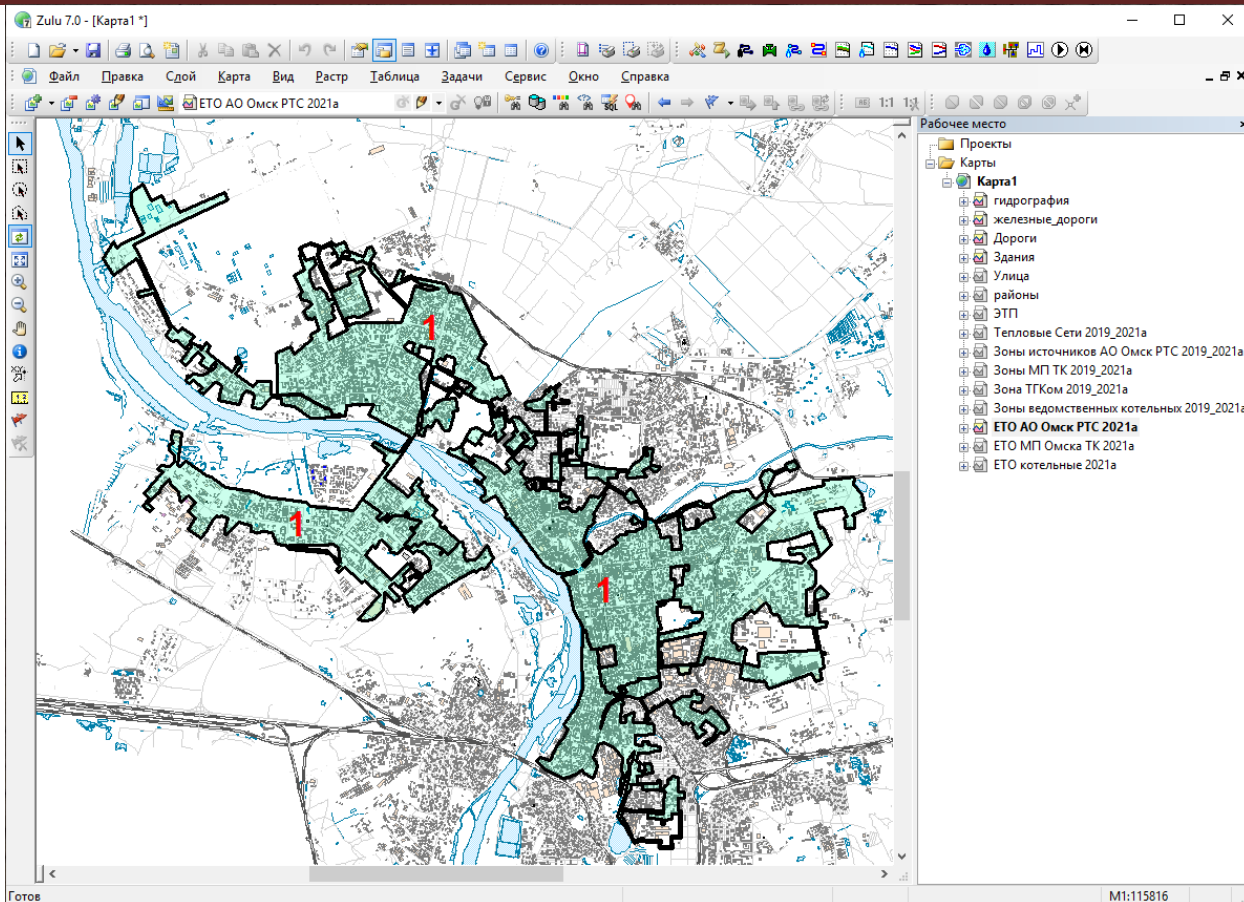 Zulu 7.0 - [Карта1 *]
Файл Правка Слой Карта Вид Растр Таблица Задачи Сервис Окно Справка
ЕТО АО Омск РТС 2021а
SQL
1:1
Рабочее место
Проекты
Карты
Карта1
гидрография
железные_дороги
Дороги
Здания
Улица
районы
ЭТП
Тепловые Сети 2019_2021а
Зоны источников АО Омск РТС 2019_2021а
Зоны МП ТК 2019_2021а
Зона ТГКом 2019_2021а
Зоны ведомственных котельных 2019_2021а
ЕТО АО Омск РТС 2021а
ЕТО МП Омска ТК 2021а
ЕТО котельные 2021а
1
1
1
Готов
М1:115816